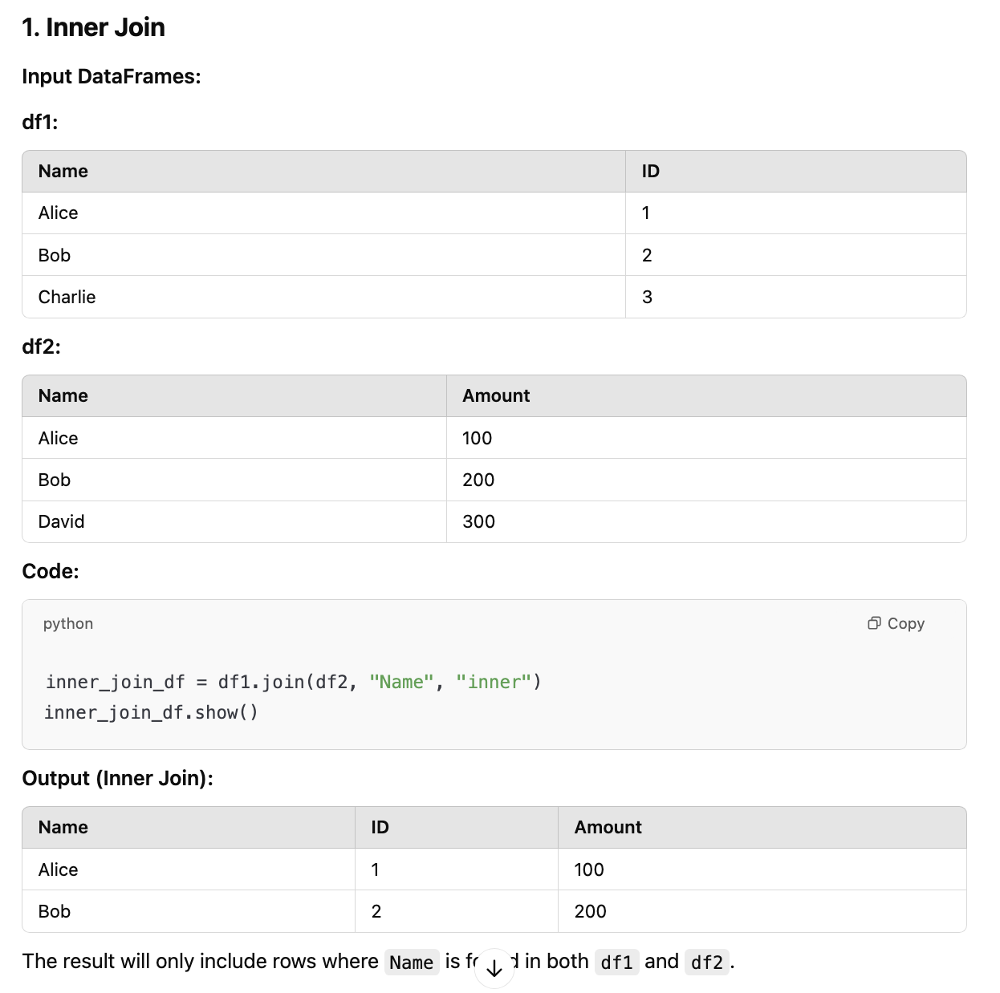 1. Inner Join
Input DataFrames:
df1:
Name ID
Alice 1
Bob 2
Charlie 3
df2:
Name Amount
Alice 100
Bob 200
David 300
Code:
python Copy
inner_join_df = df1.join(df2, "Name", "inner")
inner_join_df.show()
Output (Inner Join):
Name ID Amount
Alice 1 100
Bob 2 200
The result will only include rows where Name is in both df1 and df2.